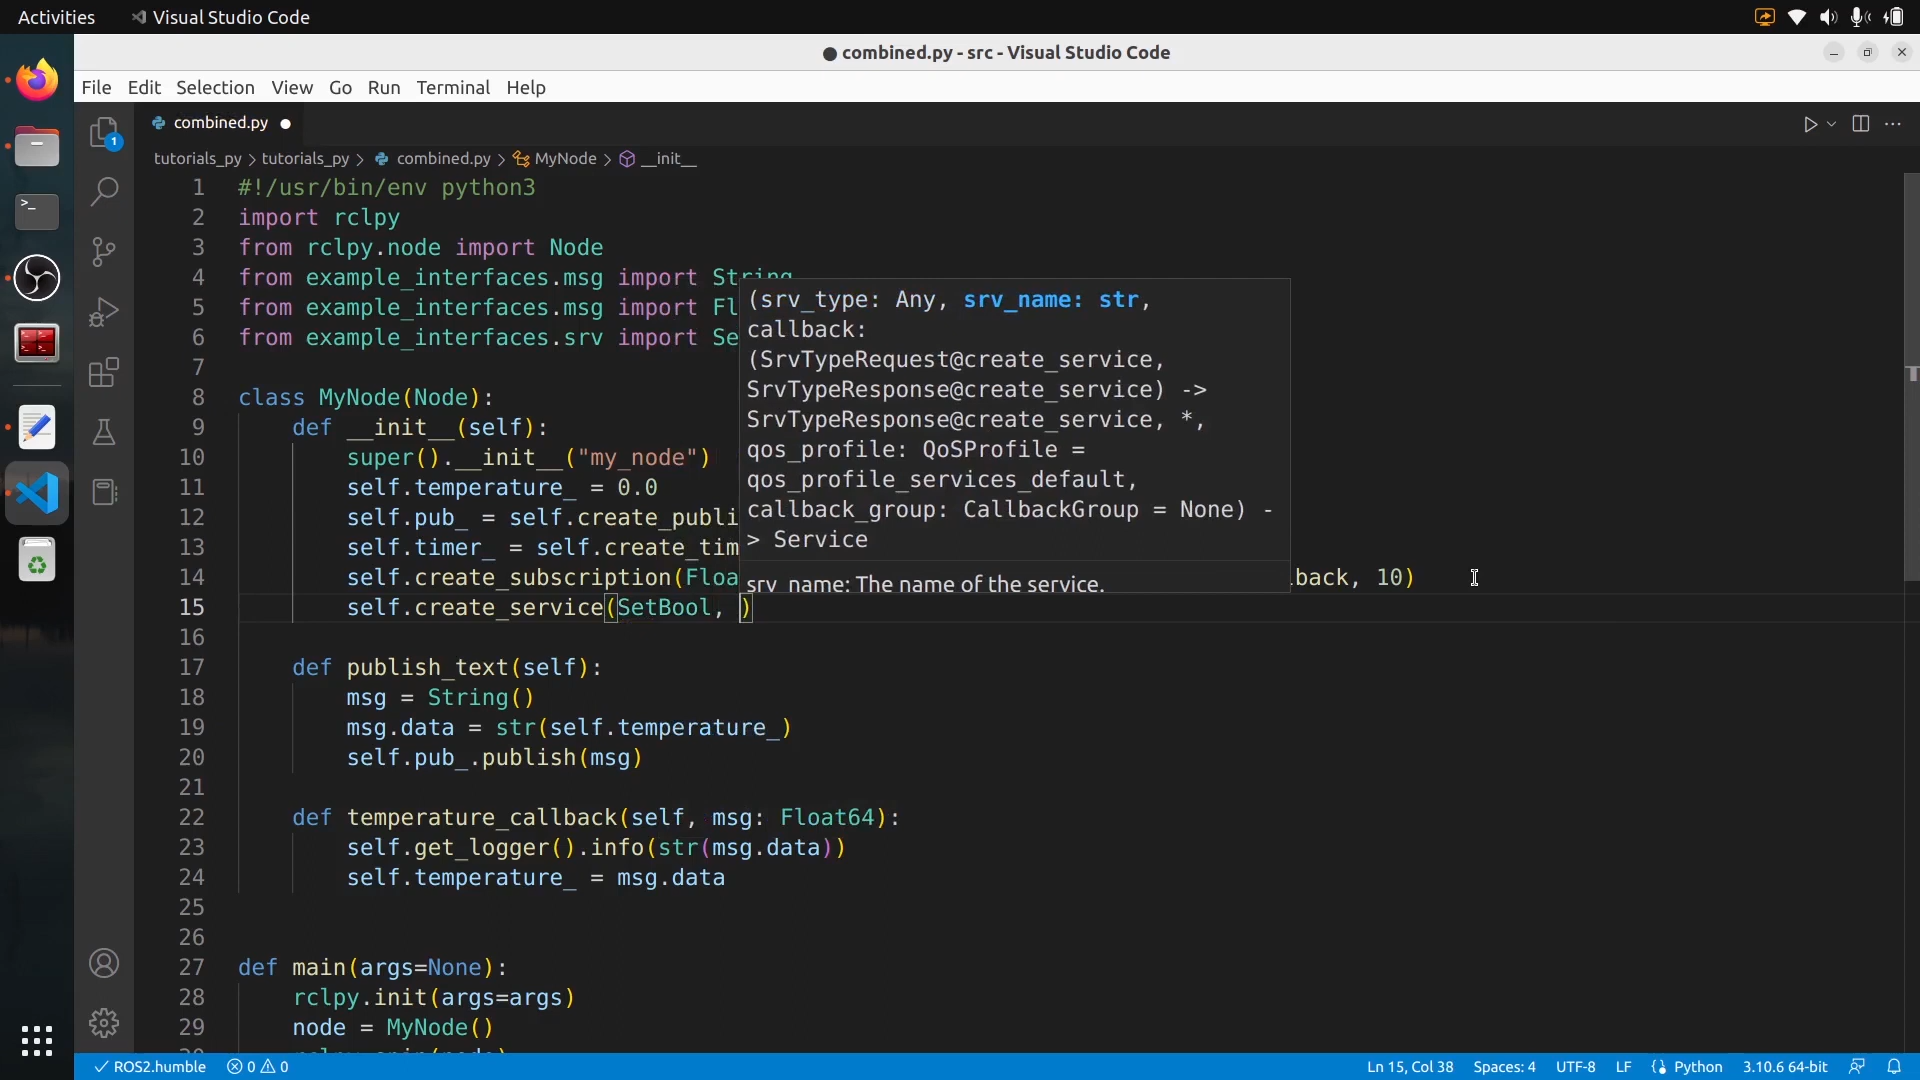 Activities
Visual Studio Code
combined.py - src - Visual Studio Code
File Edit Selection View Go Run Terminal Help
1
combined.py
tutorials_py > tutorials_py > combined.py > MyNode > __init__
1 #!/usr/bin/env python3
2 import rclpy
3 from rclpy.node import Node
4 from example_interfaces.msg import String
5 from example_interfaces.msg import Fl
6 from example_interfaces.srv import Se
7
8 class MyNode(Node):
9 def __init__(self):
10 super().__init__("my_node")
11 self.temperature_ = 0.0
12 self.pub_ = self.create_publi
13 self.timer_ = self.create_tim
14 self.create_subscription(Floa
lback, 10)
15 self.create_service(SetBool, )
(srv_type: Any, srv_name: str,
callback:
(SrvTypeRequest@create_service,
SrvTypeResponse@create_service) ->
SrvTypeResponse@create_service, *,
qos_profile: QoSProfile =
qos_profile_services_default,
callback_group: CallbackGroup = None) -
> Service
srv_name: The name of the service.
16
17 def publish_text(self):
18 msg = String()
19 msg.data = str(self.temperature_)
20 self.pub_.publish(msg)
21
22 def temperature_callback(self, msg: Float64):
23 self.get_logger().info(str(msg.data))
24 self.temperature_ = msg.data
25
26
27 def main(args=None):
28 rclpy.init(args=args)
29 node = MyNode()
ROS2.humble 0 0 Ln 15, Col 38 Spaces: 4 UTF-8 LF Python 3.10.6 64-bit